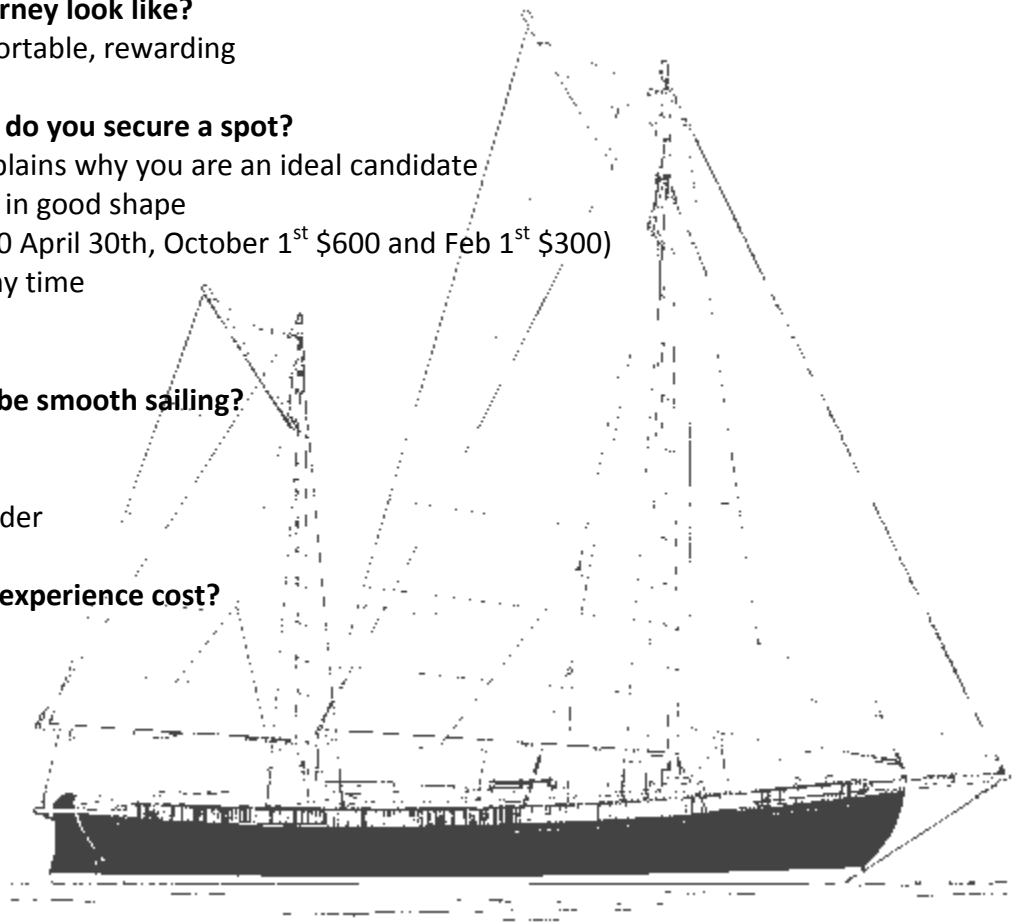 rney look like?
ortable, rewarding
do you secure a spot?
plains why you are an ideal candidate
in good shape
0 April 30th, October 1st $600 and Feb 1st $300)
ny time
be smooth sailing?
der
experience cost?